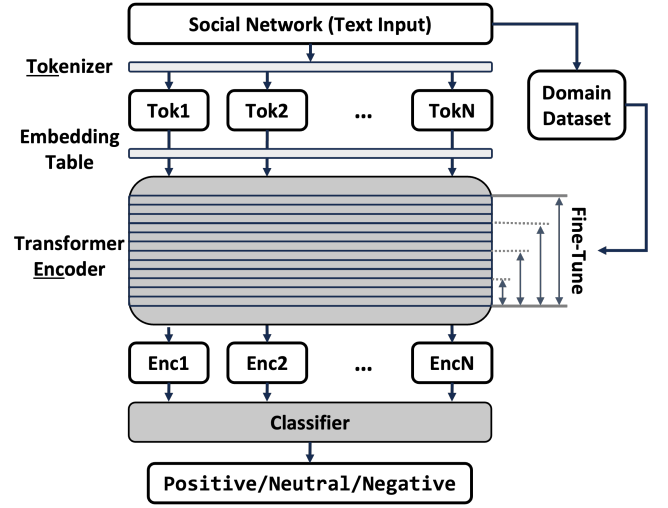 Social Network (Text Input)
Tokenizer
Domain
Dataset
Tok1
Tok2
...
TokN
Embedding
Table
Transformer
Encoder
Fine-Tune
Enc1
Enc2
...
EncN
Classifier
Positive/Neutral/Negative